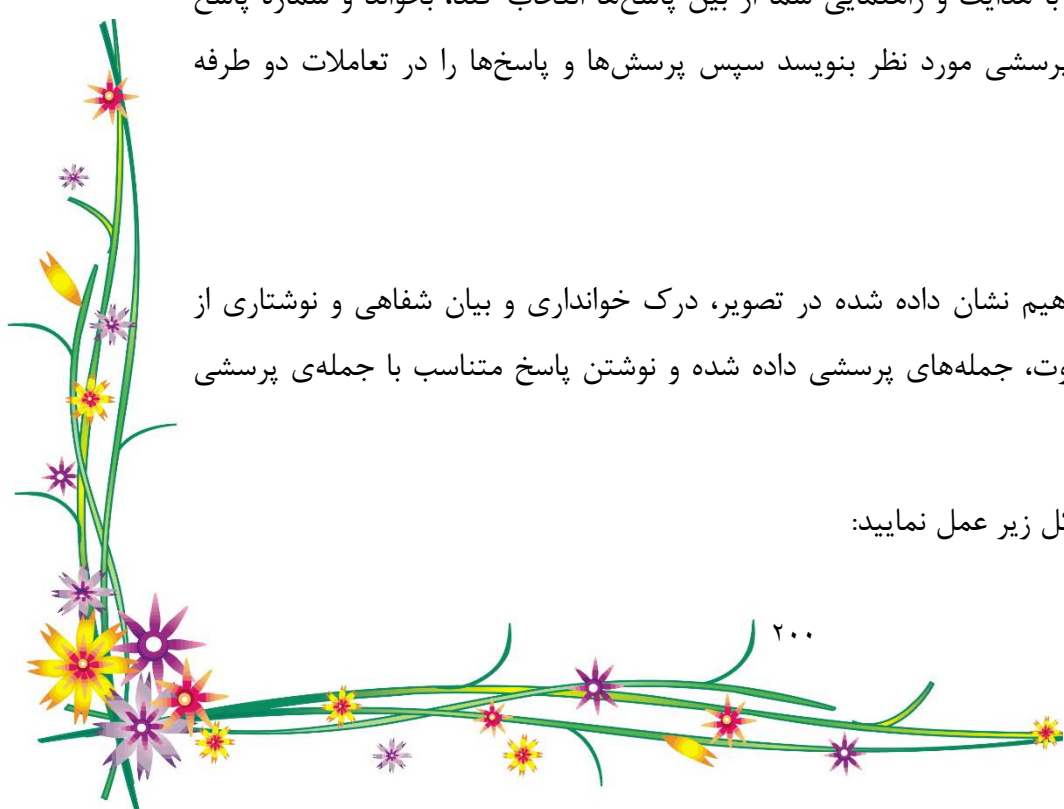 با هدایت و راهنمایی شما از بین پاسخ‌ها انتخاب کند، بخواند و شماره پاسخ
پرسشی مورد نظر بنویسد سپس پرسش‌ها و پاسخ‌ها را در تعاملات دو طرفه
نشان داده شده در تصویر، درک خوانداری و بیان شفاهی و نوشتاری از
جمله‌های پرسشی داده شده و نوشتن پاسخ متناسب با جمله‌ی پرسشی
زیر عمل نمایید:
۲۰۰